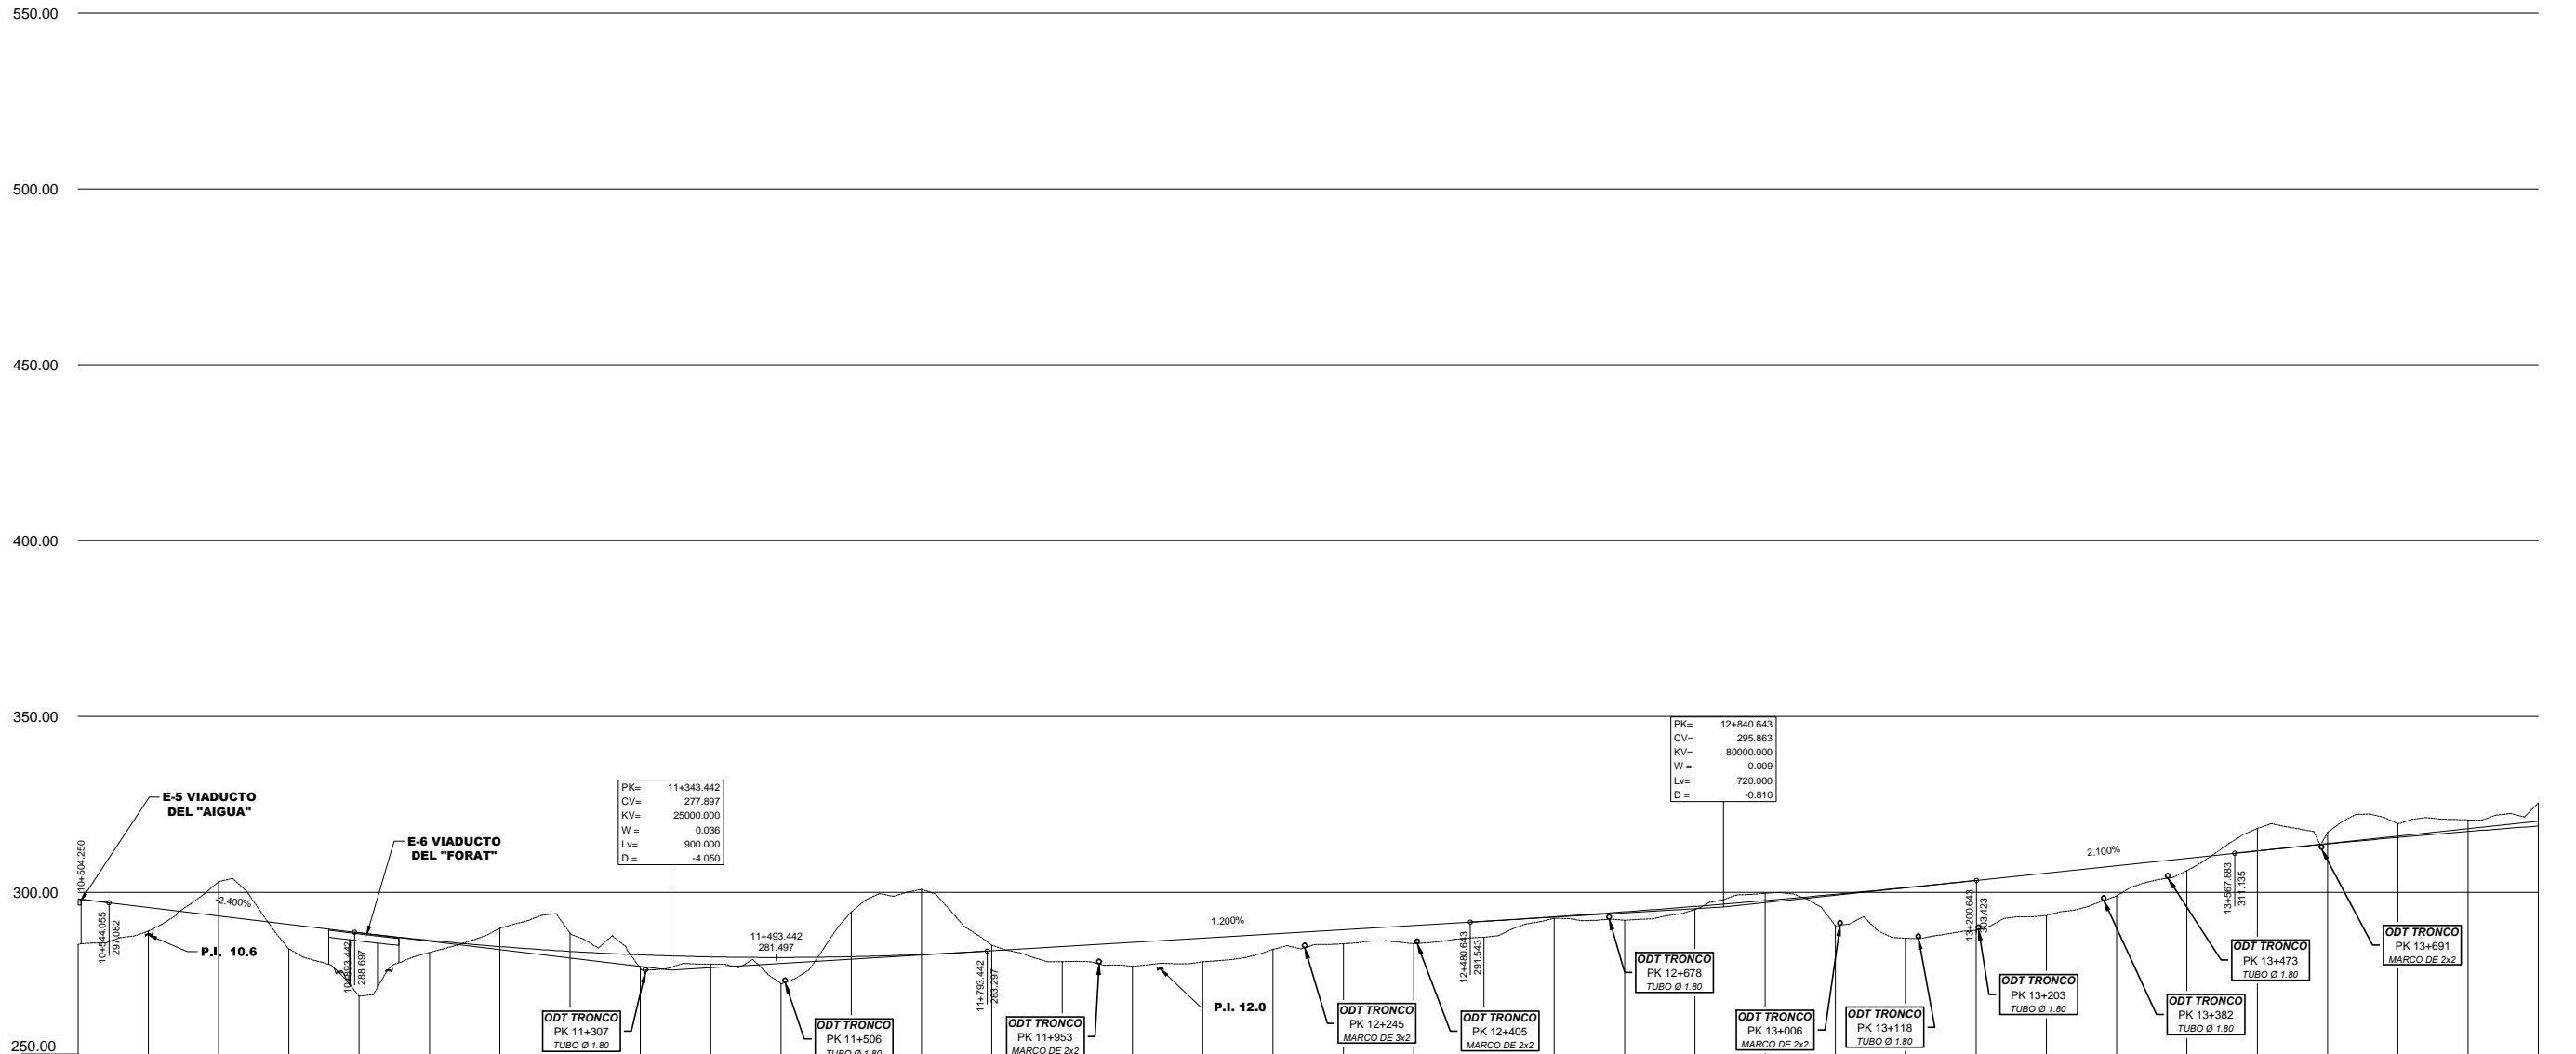 550.00
500.00
450.00
400.00
350.00
300.00
250.00
E-5 VIADUCTO
DEL "AIGUA"
10+504.250
10+544.055
297.082
P.I. 10.6
-2.400%
E-6 VIADUCTO
DEL "FORAT"
10+893.442
288.697
ODT TRONCO
PK 11+307
TUBO Ø 1.80
PK= 11+343.442
CV= 277.897
KV= 25000.000
W = 0.036
Lv= 900.000
D = -4.050
11+493.442
281.497
ODT TRONCO
PK 11+506
TUBO Ø 1.80
11+793.442
283.297
ODT TRONCO
PK 11+953
MARCO DE 2x2
P.I. 12.0
1.200%
ODT TRONCO
PK 12+245
MARCO DE 3x2
ODT TRONCO
PK 12+405
MARCO DE 2x2
12+480.643
291.543
ODT TRONCO
PK 12+678
TUBO Ø 1.80
PK= 12+840.643
CV= 295.863
KV= 80000.000
W = 0.009
Lv= 720.000
D = -0.810
ODT TRONCO
PK 13+006
MARCO DE 2x2
ODT TRONCO
PK 13+118
TUBO Ø 1.80
13+200.643
303.423
ODT TRONCO
PK 13+203
TUBO Ø 1.80
2.100%
ODT TRONCO
PK 13+382
TUBO Ø 1.80
ODT TRONCO
PK 13+473
TUBO Ø 1.80
13+567.883
311.135
ODT TRONCO
PK 13+691
MARCO DE 2x2